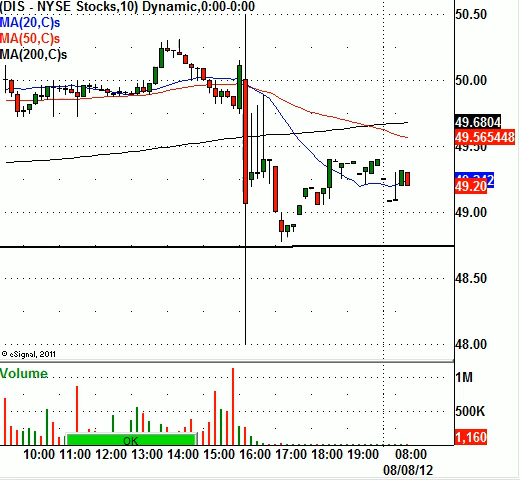 (DIS - NYSE Stocks,10) Dynamic,0:00-0:00
MA(20,C)s
MA(50,C)s
MA(200,C)s
50.50
50.00
49.6804
49.565448
49.50
49.20
49.00
48.50
48.00
© eSignal, 2011
Volume
1M
500K
1,160
OK
10:00 11:00 12:00 13:00 14:00 15:00 16:00 17:00 18:00 19:00 08:00
08/08/12